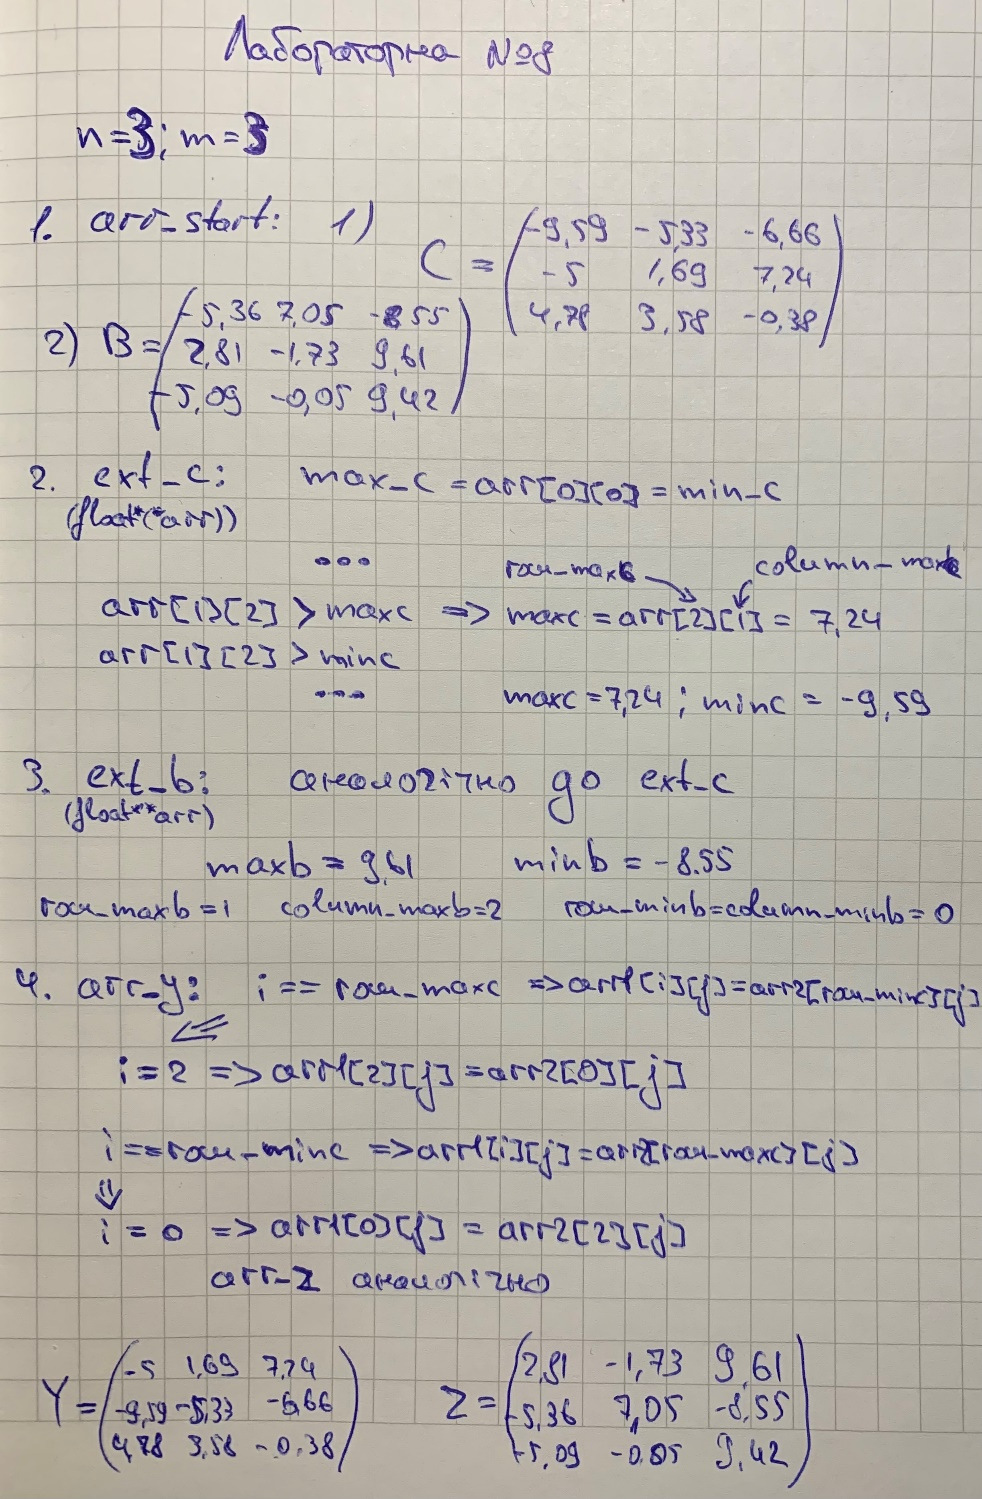 Лабораторна №8
n=3; m=3
1. arr_start: 1)
C = (-9,59 -5,33 -6,66
-5 1,69 7,24
4,78 3,58 -0,38)
2) B = (-5,36 7,05 -8,55
2,81 -1,73 9,61
-5,09 -0,05 9,42)
2. ext_c: max_c = arr[0][0] = min_c
(float*(*arr))
...
row_maxc column_maxc
arr[1][2] > maxc => maxc = arr[2][1] = 7,24
arr[1][2] > minc
... maxc = 7,24 ; minc = -9,59
3. ext_b: аналогічно до ext_c
(float**arr)
maxb = 9,61 minb = -8.55
row_maxb = 1 column_maxb=2 row_minb=column_minb= 0
4. arr_y: i == row_maxc => arr1[i][j]=arr2[row_minc][j]
<=
i=2 => arr1[2][j]=arr2[0][j]
i==row_minc =>arr1[i][j]=arr2[row_maxc][j]
⇓
i = 0 => arr1[0][j] = arr2[2][j]
arr_z аналогічно
Y = (-5 1,69 7,24
-9,59 -5,33 -6,66
4,78 3,58 -0,38)
Z = (2,81 -1,73 9,61
-5,36 7,05 -8,55
-5,09 -0,05 9,42)